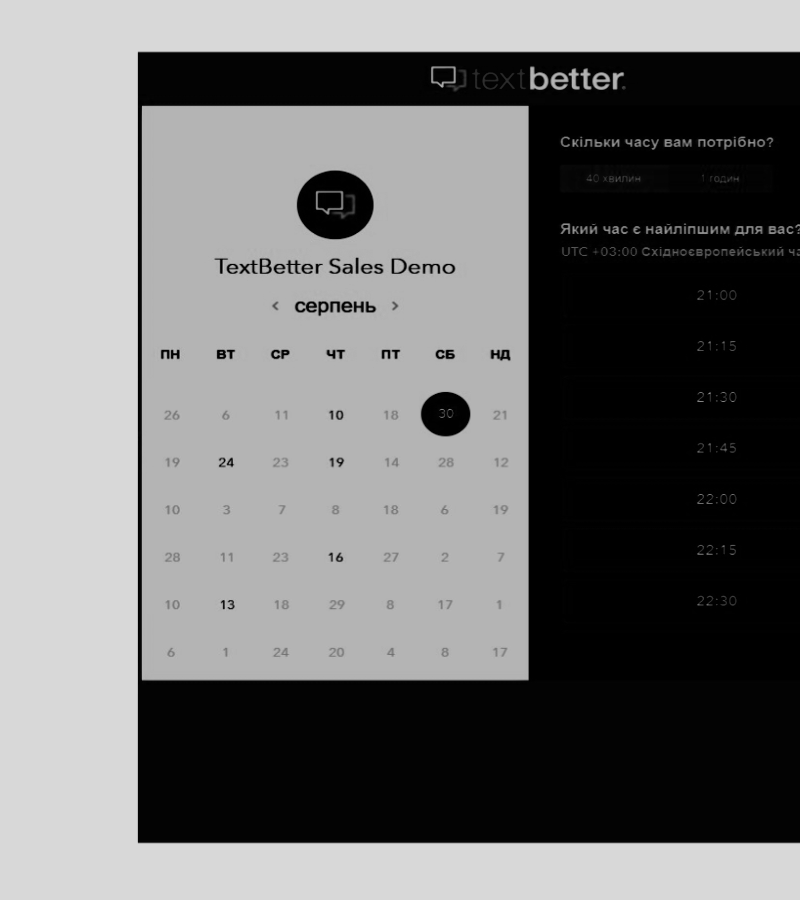 textbetter.
TextBetter Sales Demo
< серпень >
ПН ВТ СР ЧТ ПТ СБ НД
26 6 11 10 18 30 21
19 24 23 19 14 28 12
10 3 7 8 18 6 19
28 11 23 16 27 2 7
10 13 18 29 8 17 1
6 1 24 20 4 8 17
Скільки часу вам потрібно?
40 хвилин 1 годин
Який час є найліпшим для вас?
UTC +03:00 Східноєвропейський
21:00
21:15
21:30
21:45
22:00
22:15
22:30